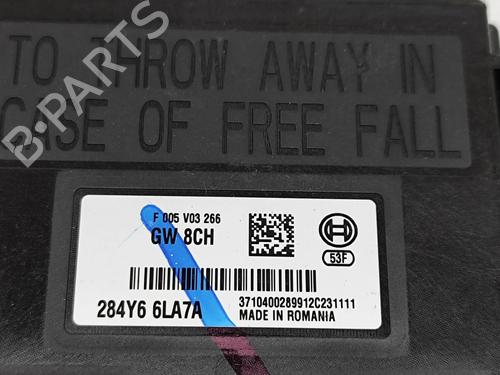 TO THROW AWAY IN
CASE OF FREE FALL
B-PARTS
F 005 V03 266
GW 8CH
53F
284Y6 6LA7A
3710400289912C231111
MADE IN ROMANIA